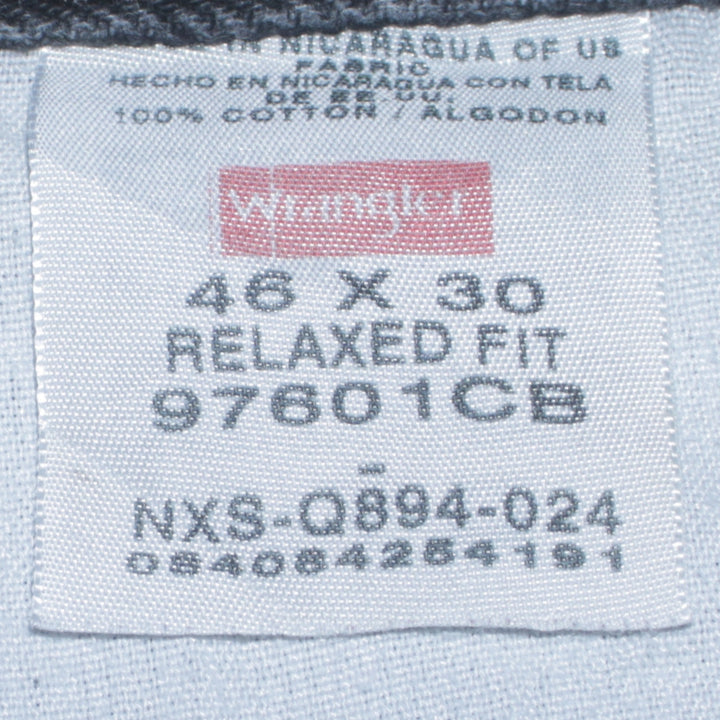 IN NICARAGUA OF US
FABRIC
HECHO EN NICARAGUA CON TELA
DE EE.UU.
100% COTTON / ALGODON
Wrangler
46 X 30
RELAXED FIT
97601CB
-
NXS-Q894-024
084084254191